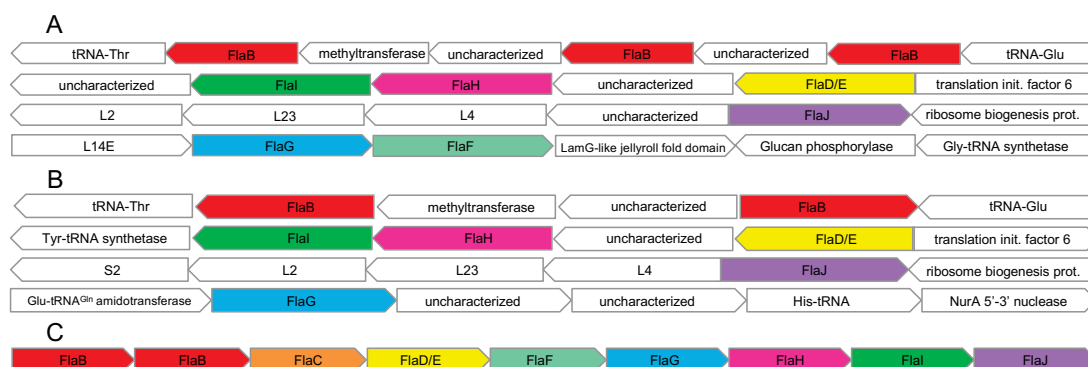 A
tRNA-Thr FlaB methyltransferase uncharacterized FlaB uncharacterized FlaB tRNA-Glu
uncharacterized FlaI FlaH uncharacterized FlaD/E translation init. factor 6
L2 L23 L4 uncharacterized FlaJ ribosome biogenesis prot.
L14E FlaG FlaF LamG-like jellyroll fold domain Glucan phosphorylase Gly-tRNA synthetase
B
tRNA-Thr FlaB methyltransferase uncharacterized FlaB tRNA-Glu
Tyr-tRNA synthetase FlaI FlaH uncharacterized FlaD/E translation init. factor 6
S2 L2 L23 L4 FlaJ ribosome biogenesis prot.
Glu-tRNAGln amidotransferase FlaG uncharacterized uncharacterized His-tRNA NurA 5'-3' nuclease
C
FlaB FlaB FlaC FlaD/E FlaF FlaG FlaH FlaI FlaJ